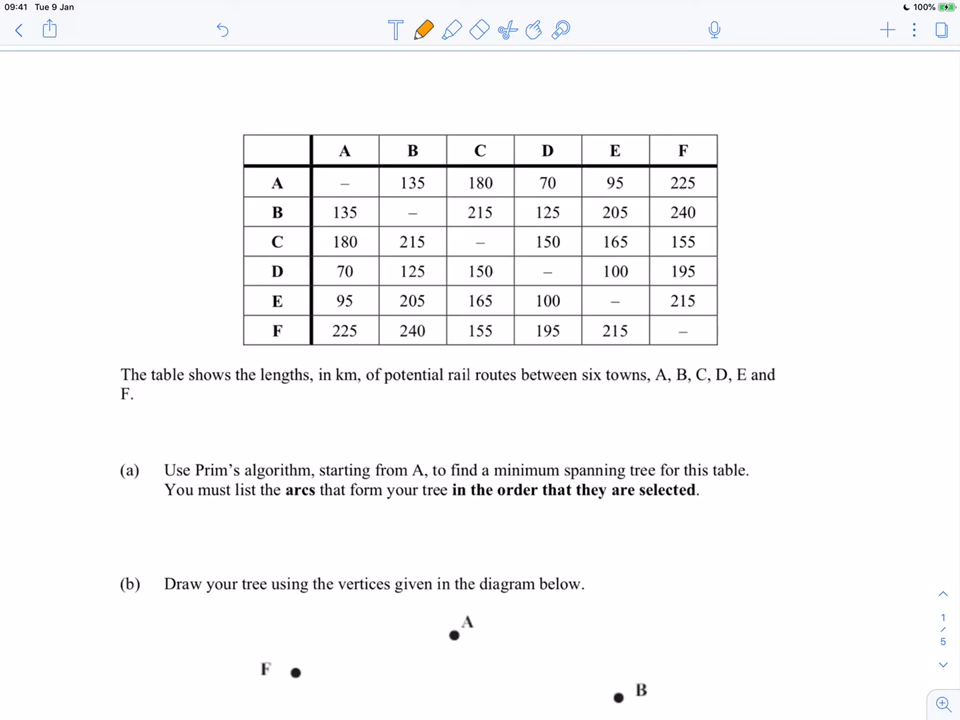 09:41 Tue 9 Jan 100%
A B C D E F
A – 135 180 70 95 225
B 135 – 215 125 205 240
C 180 215 – 150 165 155
D 70 125 150 – 100 195
E 95 205 165 100 – 215
F 225 240 155 195 215 –
The table shows the lengths, in km, of potential rail routes between six towns, A, B, C, D, E and
F.
(a) Use Prim’s algorithm, starting from A, to find a minimum spanning tree for this table.
You must list the arcs that form your tree in the order that they are selected.
(b) Draw your tree using the vertices given in the diagram below.
A
F
B
1
/
5